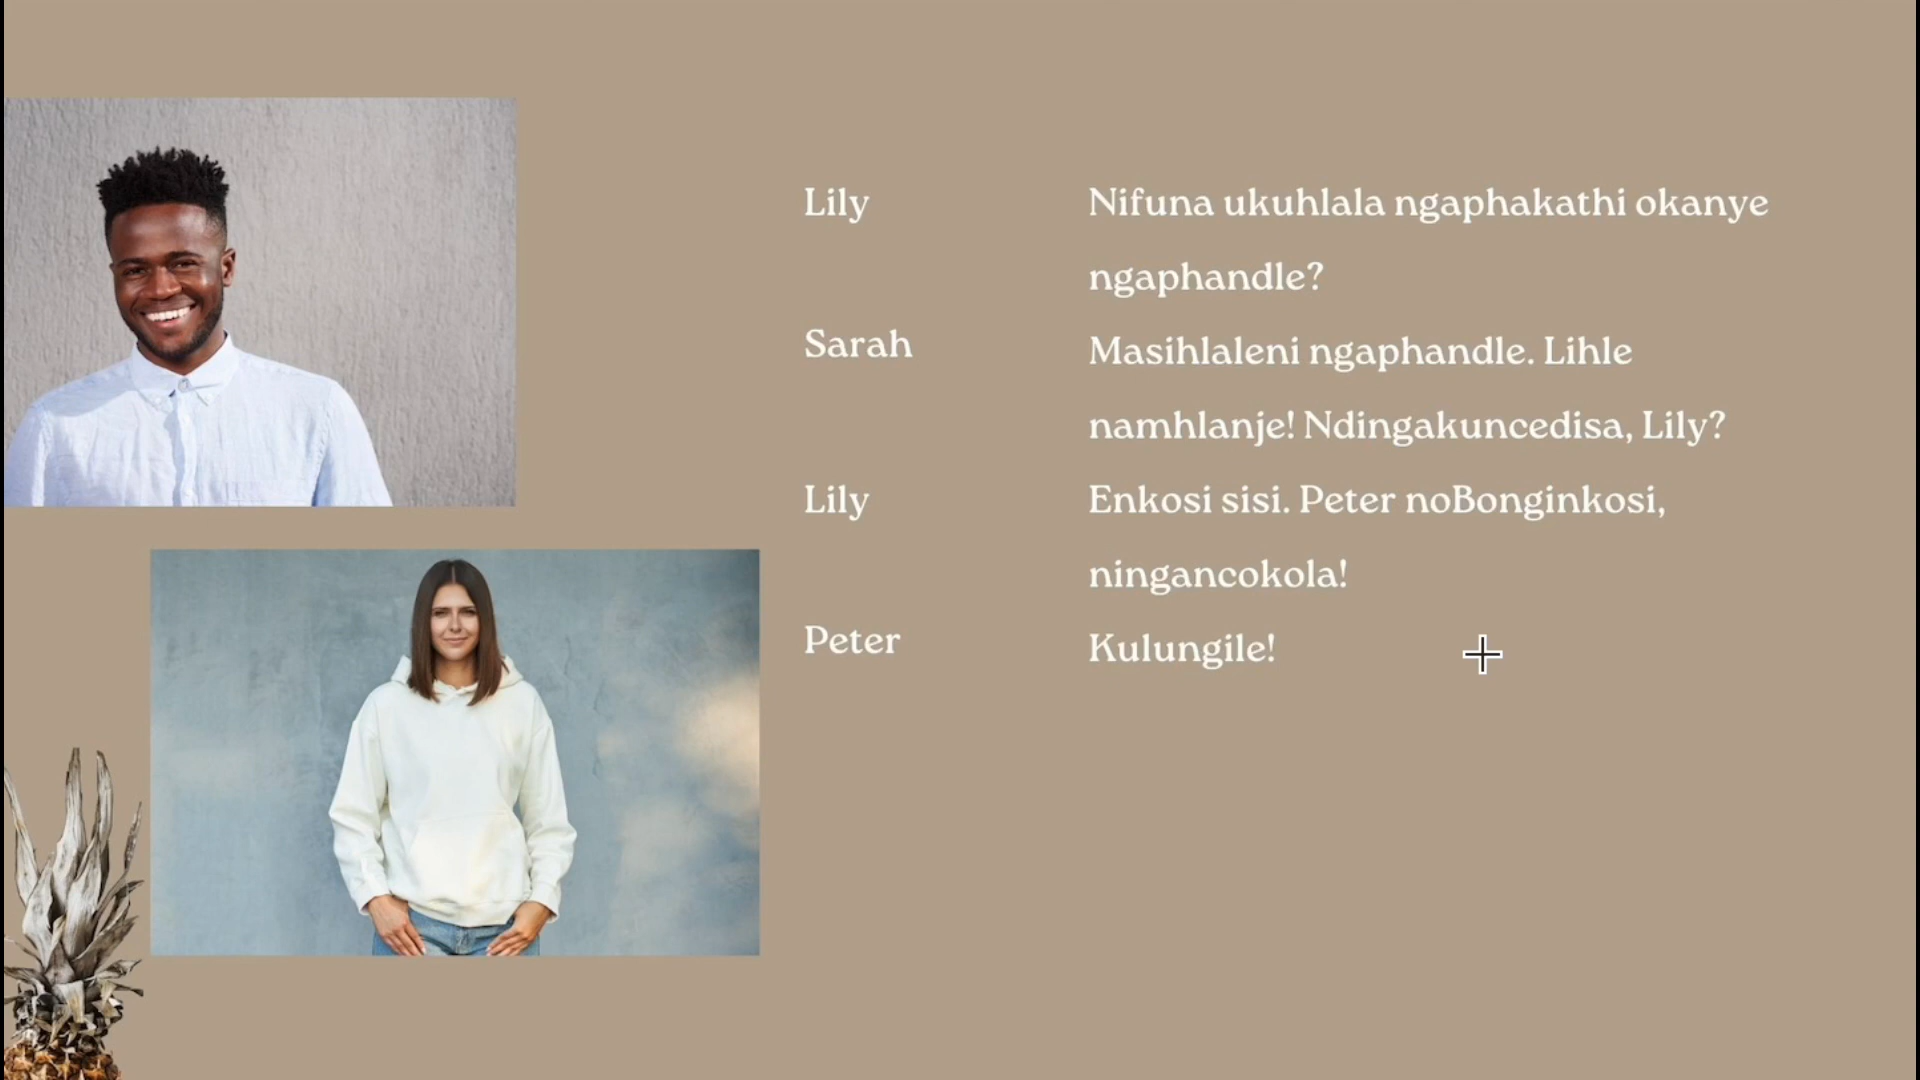 Lily
Nifuna ukuhlala ngaphakathi okanye
ngaphandle?
Sarah
Masihlaleni ngaphandle. Lihle
namhlanje! Ndingakuncedisa, Lily?
Lily
Enkosi sisi. Peter noBonginkosi,
ningancokola!
Peter
Kulungile!